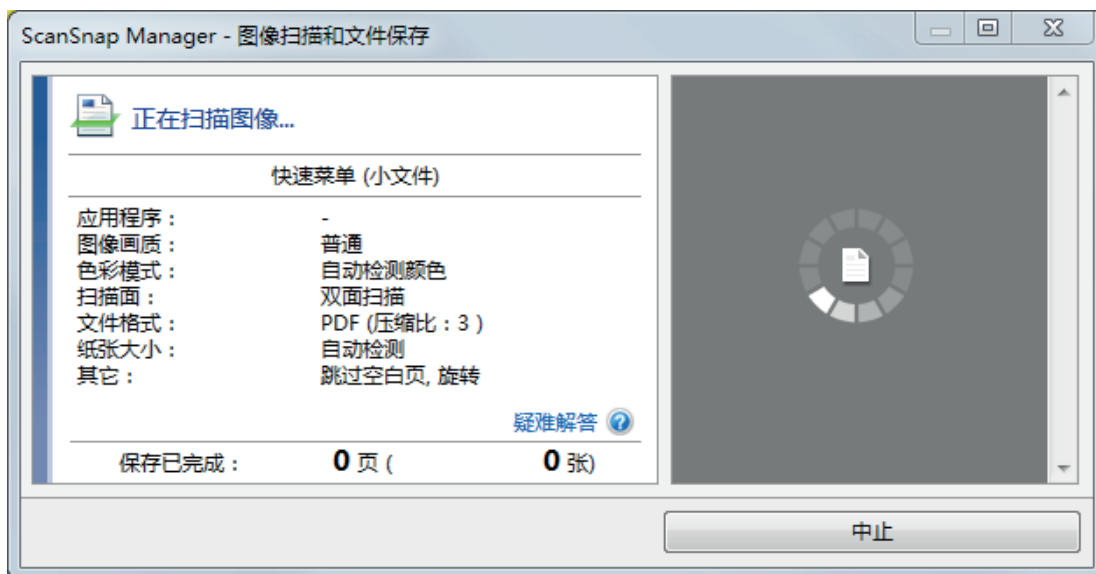 ScanSnap Manager - 图像扫描和文件保存
正在扫描图像...
快速菜单 (小文件)
应用程序： -
图像画质： 普通
色彩模式： 自动检测颜色
扫描面： 双面扫描
文件格式： PDF (压缩比：3 )
纸张大小： 自动检测
其它： 跳过空白页, 旋转
疑难解答
保存已完成： 0 页 ( 0 张)
中止